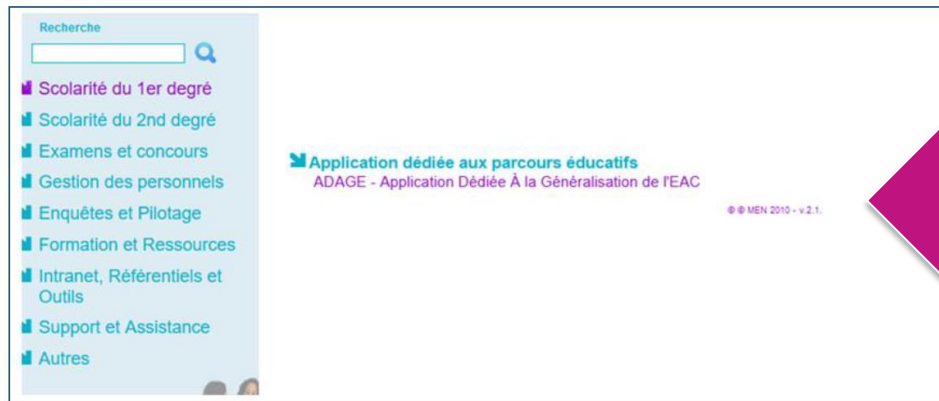 Recherche
Scolarité du 1er degré
Scolarité du 2nd degré
Examens et concours
Gestion des personnels
Enquêtes et Pilotage
Formation et Ressources
Intranet, Référentiels et
Outils
Support et Assistance
Autres
Application dédiée aux parcours éducatifs
ADAGE - Application Dédiée À la Généralisation de l'EAC
© © MEN 2010 - v.2.1.